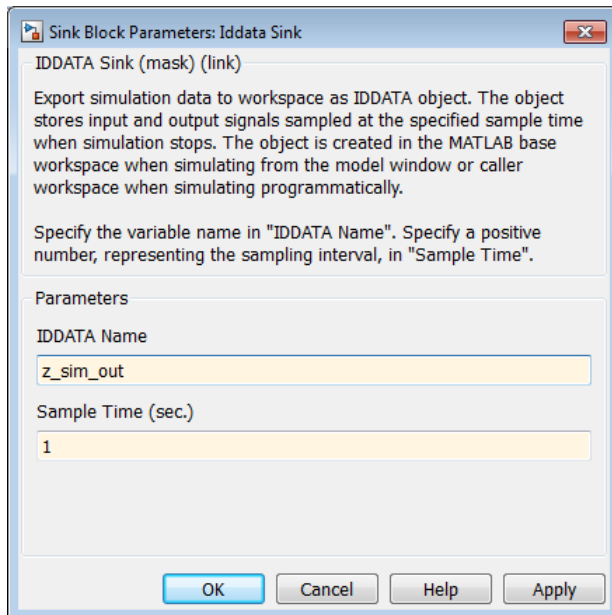 Sink Block Parameters: Iddata Sink
IDDATA Sink (mask) (link)
Export simulation data to workspace as IDDATA object. The object
stores input and output signals sampled at the specified sample time
when simulation stops. The object is created in the MATLAB base
workspace when simulating from the model window or caller
workspace when simulating programmatically.
Specify the variable name in "IDDATA Name". Specify a positive
number, representing the sampling interval, in "Sample Time".
Parameters
IDDATA Name
z_sim_out
Sample Time (sec.)
1
OK Cancel Help Apply